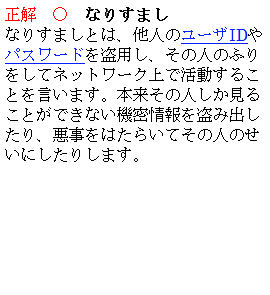 正解　○　なりすまし
なりすましとは、他人のユーザIDや
パスワードを盗用し、その人のふり
をしてネットワーク上で活動するこ
とを言います。本来その人しか見る
ことができない機密情報を盗み出し
たり、悪事をはたらいてその人のせ
いにしたりします。